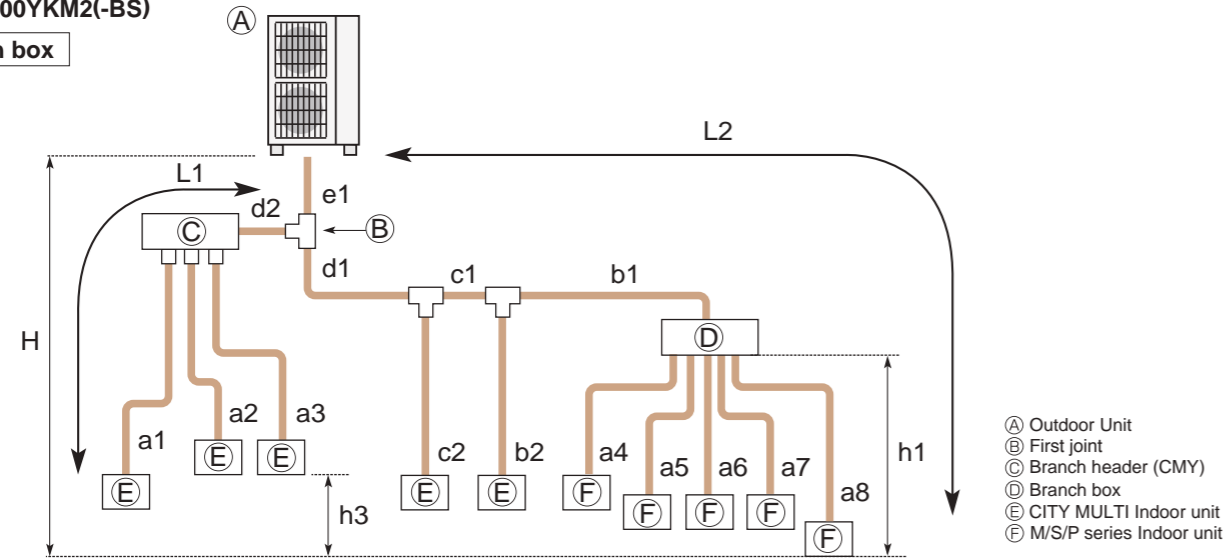 00YKM2(-BS)
n box
Ⓐ
L2
L1
e1
d2
Ⓒ
Ⓑ
d1
c1
b1
H
Ⓓ
a1
a2
a3
c2
b2
a4
a5
a6
a7
a8
h1
h3
Ⓔ
Ⓔ
Ⓔ
Ⓔ
Ⓔ
Ⓕ
Ⓕ
Ⓕ
Ⓕ
Ⓕ
Ⓐ Outdoor Unit
Ⓑ First joint
Ⓒ Branch header (CMY)
Ⓓ Branch box
Ⓔ CITY MULTI Indoor unit
Ⓕ M/S/P series Indoor unit